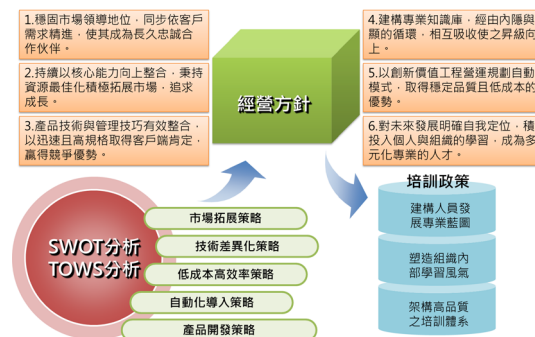 1.穩固市場領導地位，同步依客戶
需求精進，使其成為長久忠誠合
作伙伴。
2.持續以核心能力向上整合，秉持
資源最佳化積極拓展市場，追求
成長。
3.產品技術與管理技巧有效整合，
以迅速且高規格取得客戶端肯定，
贏得競爭優勢。
經營方針
4.建構專業知識庫，經由內隱與
顯的循環，相互吸收使之昇級向
上。
5.以創新價值工程營運規劃自動
模式，取得穩定品質且低成本的
優勢。
6.對未來發展明確自我定位，積
投入個人與組織的學習，成為多
元化專業的人才。
SWOT分析
TOWS分析
市場拓展策略
技術差異化策略
低成本高效率策略
自動化導入策略
產品開發策略
培訓政策
建構人員發
展專業藍圖
塑造組織內
部學習風氣
架構高品質
之培訓體系